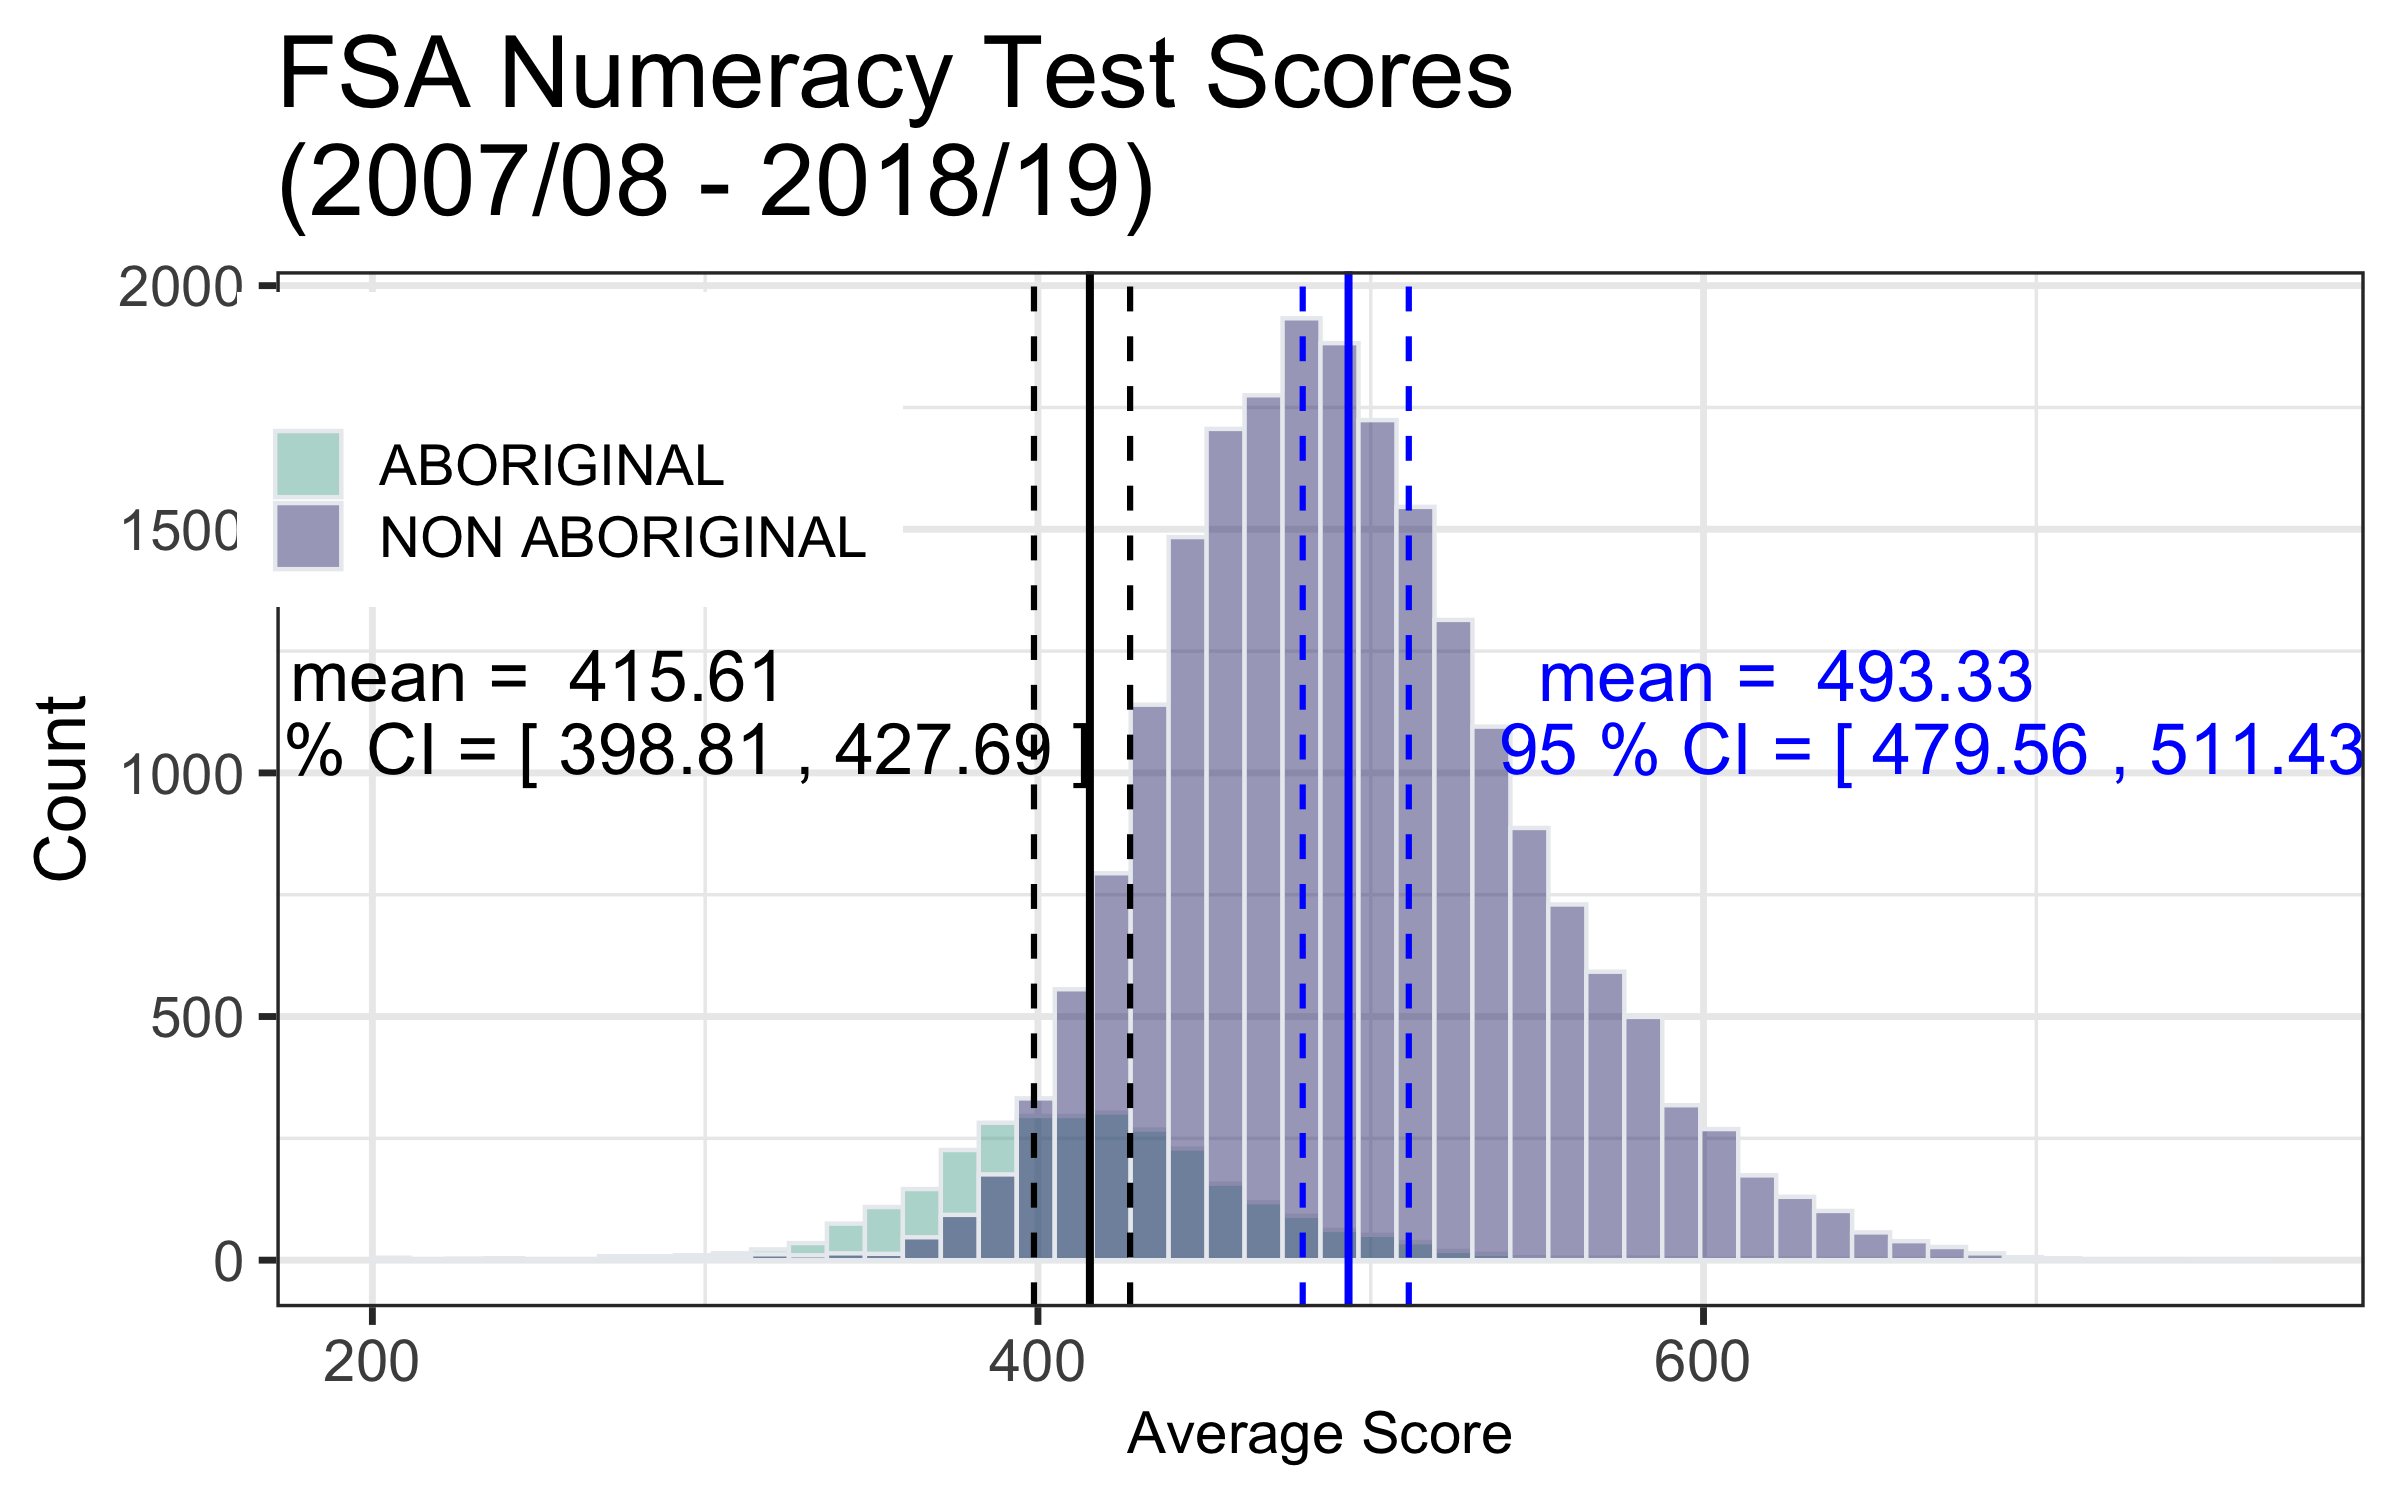 FSA Numeracy Test Scores
(2007/08 - 2018/19)
2000
1500
1000
500
0
Count
ABORIGINAL
NON ABORIGINAL
mean = 415.61
% CI = [ 398.81 , 427.69 ]
mean = 493.33
95 % CI = [ 479.56 , 511.43
200
400
600
Average Score